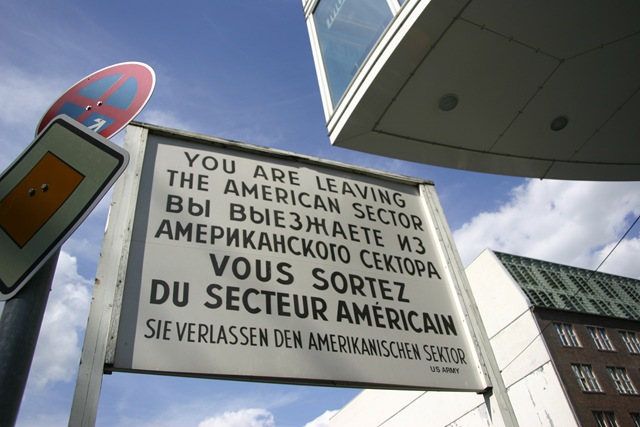 YOU ARE LEAVING
THE AMERICAN SECTOR
ВЫ ВЫЕЗЖАЕТЕ ИЗ
АМЕРИКАНСКОГО СЕКТОРА
VOUS SORTEZ
DU SECTEUR AMÉRICAIN
SIE VERLASSEN DEN AMERIKANISCHEN SEKTOR
US ARMY